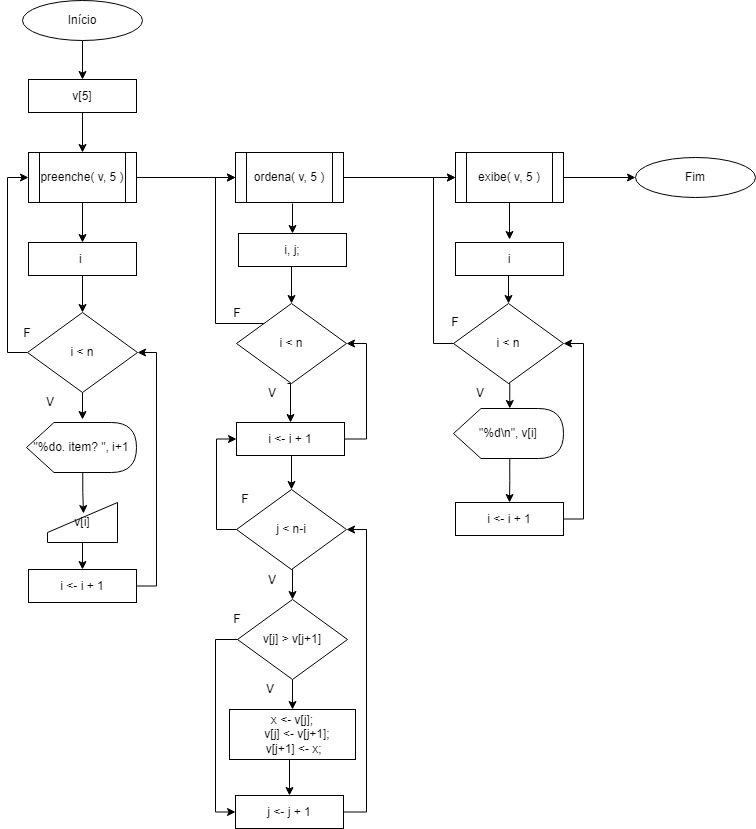 Início
v[5]
preenche( v, 5 )
ordena( v, 5 )
exibe( v, 5 )
Fim
i
i, j;
i
F
i < n
V
"%do. item? ", i+1
v[i]
i <- i + 1
F
i < n
V
i <- i + 1
F
j < n-i
V
F
v[j] > v[j+1]
V
x <- v[j];
v[j] <- v[j+1];
v[j+1] <- x;
j <- j + 1
F
i < n
V
"%d\n", v[i]
i <- i + 1